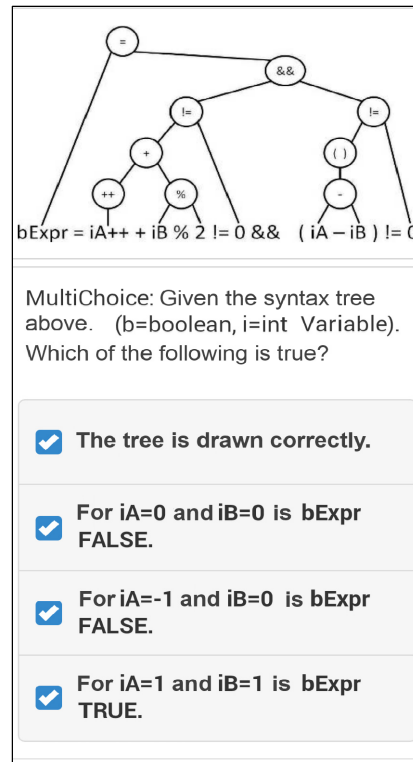 =
&&
!= !=
+ ( )
++ % -
bExpr = iA++ + iB % 2 != 0 && ( iA – iB ) != 0
MultiChoice: Given the syntax tree
above. (b=boolean, i=int Variable).
Which of the following is true?
The tree is drawn correctly.
For iA=0 and iB=0 is bExpr
FALSE.
For iA=-1 and iB=0 is bExpr
FALSE.
For iA=1 and iB=1 is bExpr
TRUE.